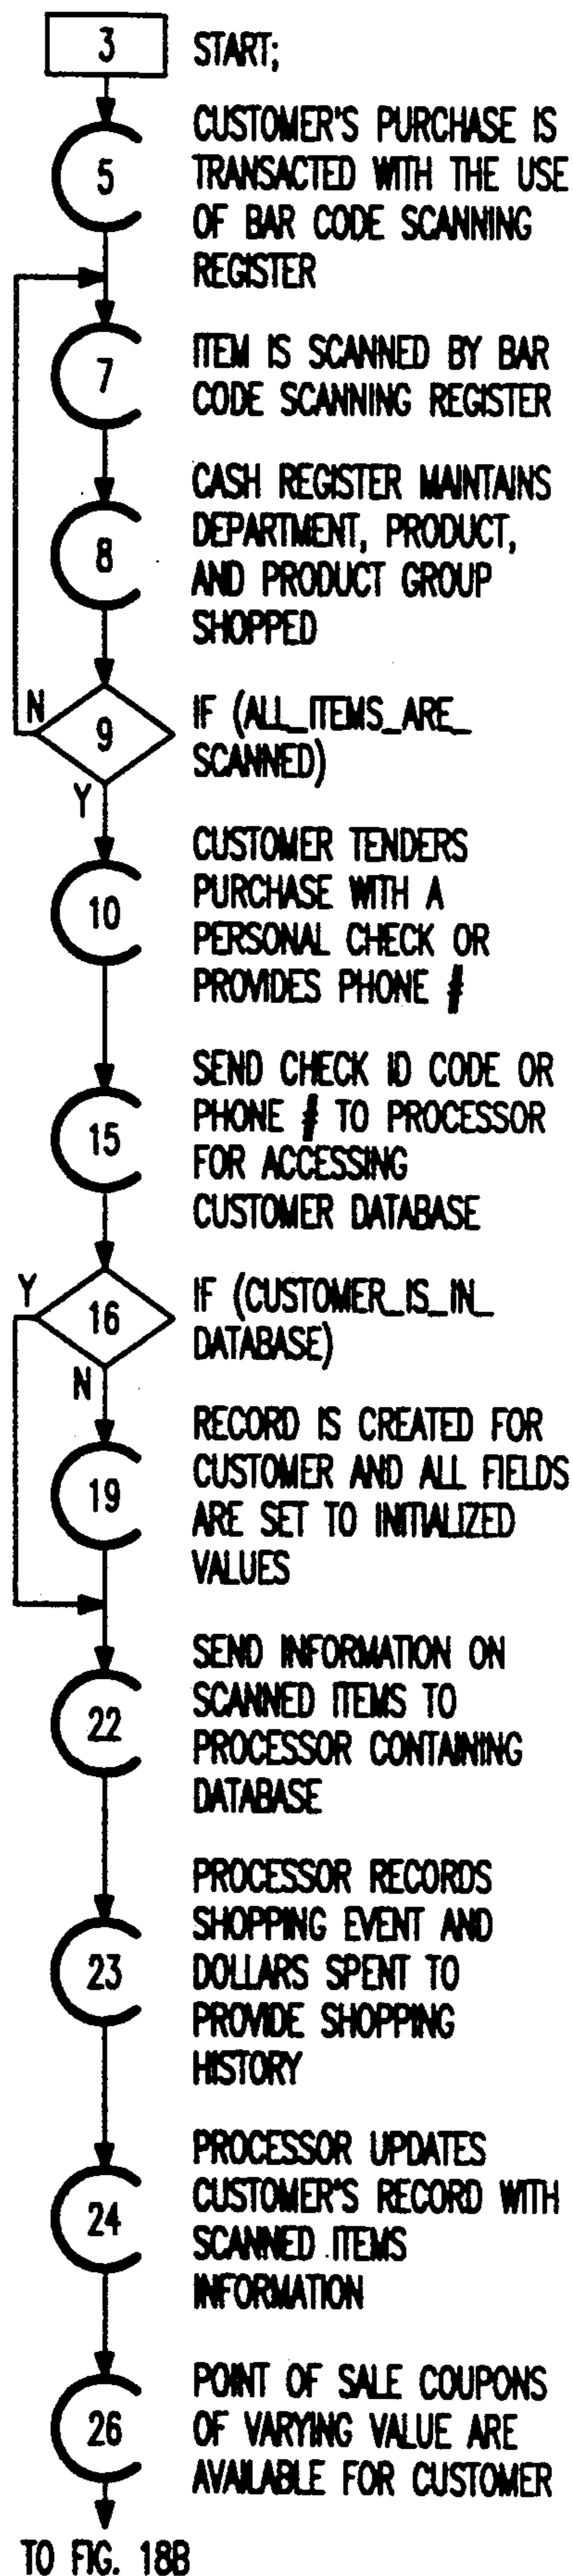 3 START;
5 CUSTOMER'S PURCHASE IS
TRANSACTED WITH THE USE
OF BAR CODE SCANNING
REGISTER
7 ITEM IS SCANNED BY BAR
CODE SCANNING REGISTER
8 CASH REGISTER MAINTAINS
DEPARTMENT, PRODUCT,
AND PRODUCT GROUP
SHOPPED
N 9 IF (ALL_ITEMS_ARE_
SCANNED)
Y
10 CUSTOMER TENDERS
PURCHASE WITH A
PERSONAL CHECK OR
PROVIDES PHONE #
15 SEND CHECK ID CODE OR
PHONE # TO PROCESSOR
FOR ACCESSING
CUSTOMER DATABASE
Y 16 IF (CUSTOMER_IS_IN_
DATABASE)
N
19 RECORD IS CREATED FOR
CUSTOMER AND ALL FIELDS
ARE SET TO INITIALIZED
VALUES
22 SEND INFORMATION ON
SCANNED ITEMS TO
PROCESSOR CONTAINING
DATABASE
23 PROCESSOR RECORDS
SHOPPING EVENT AND
DOLLARS SPENT TO
PROVIDE SHOPPING
HISTORY
24 PROCESSOR UPDATES
CUSTOMER'S RECORD WITH
SCANNED ITEMS
INFORMATION
26 POINT OF SALE COUPONS
OF VARYING VALUE ARE
AVAILABLE FOR CUSTOMER
TO FIG. 18B